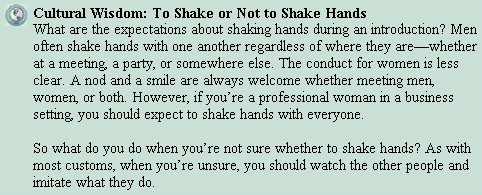 Cultural Wisdom: To Shake or Not to Shake Hands
What are the expectations about shaking hands during an introduction? Men
often shake hands with one another regardless of where they are—whether
at a meeting, a party, or somewhere else. The conduct for women is less
clear. A nod and a smile are always welcome whether meeting men,
women, or both. However, if you're a professional woman in a business
setting, you should expect to shake hands with everyone.
So what do you do when you're not sure whether to shake hands? As with
most customs, when you're unsure, you should watch the other people and
imitate what they do.